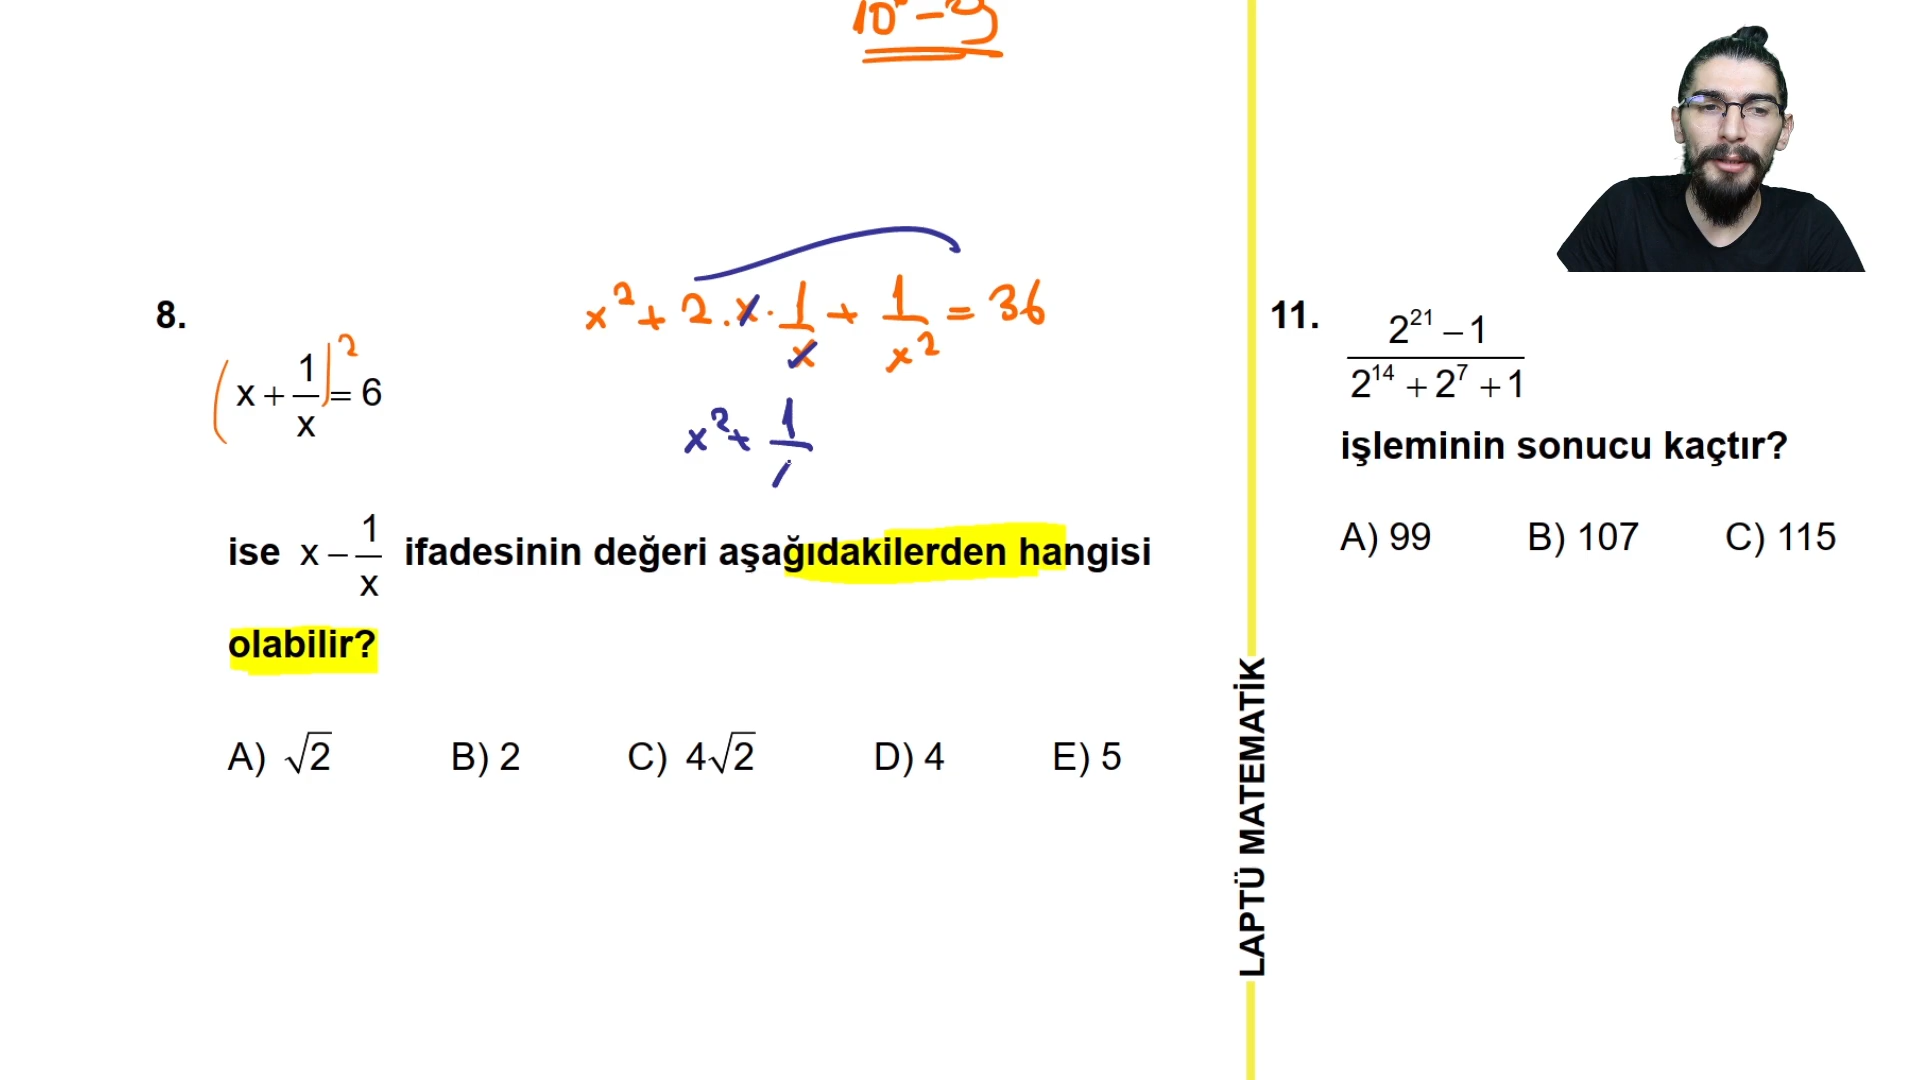 10² - 2y
8.
(x + 1/x)² = 6
x² + 2.x.1/x + 1/x² = 36
x² + 1/
ise x - 1/x ifadesinin değeri aşağıdakilerden hangisi
olabilir?
A) √2 B) 2 C) 4√2 D) 4 E) 5
LAPTÜ MATEMATİK
11.
2²¹ - 1
2¹⁴ + 2⁷ + 1
işleminin sonucu kaçtır?
A) 99 B) 107 C) 115